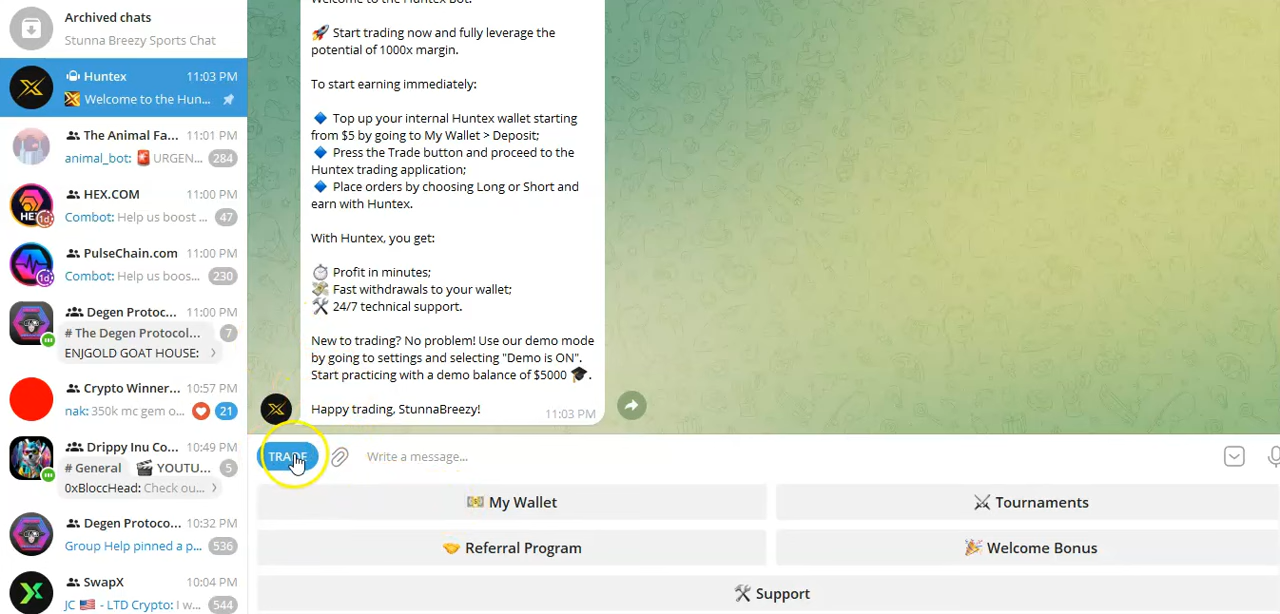 Archived chats
Stunna Breezy Sports Chat
Huntex 11:03 PM
Welcome to the Hun...
The Animal Fa... 11:01 PM
animal_bot: 🚨 URGEN... 284
HEX.COM 11:00 PM
Combot: Help us boost ... 47
1d
PulseChain.com 11:00 PM
Combot: Help us boos... 230
1d
Degen Protoc... 11:00 PM
# The Degen Protocol... 7
ENJGOLD GOAT HOUSE:
Crypto Winner... 10:57 PM
nak: 350k mc gem o... 21
Drippy Inu Co... 10:49 PM
# General 🎬 YOUTU... 5
0xBloccHead: Check ou...
Degen Protoco... 10:32 PM
Group Help pinned a p... 536
SwapX 10:04 PM
JC 🇺🇸 - LTD Crypto: I w... 544
Welcome to the Huntex Bot.
🚀 Start trading now and fully leverage the
potential of 1000x margin.
To start earning immediately:
🔹 Top up your internal Huntex wallet starting
from $5 by going to My Wallet > Deposit;
🔹 Press the Trade button and proceed to the
Huntex trading application;
🔹 Place orders by choosing Long or Short and
earn with Huntex.
With Huntex, you get:
⏱ Profit in minutes;
💸 Fast withdrawals to your wallet;
🛠 24/7 technical support.
New to trading? No problem! Use our demo mode
by going to settings and selecting "Demo is ON".
Start practicing with a demo balance of $5000 🎓.
Happy trading, StunnaBreezy!
11:03 PM
TRADE
Write a message...
💵 My Wallet
⚔ Tournaments
🤝 Referral Program
🎉 Welcome Bonus
🛠 Support